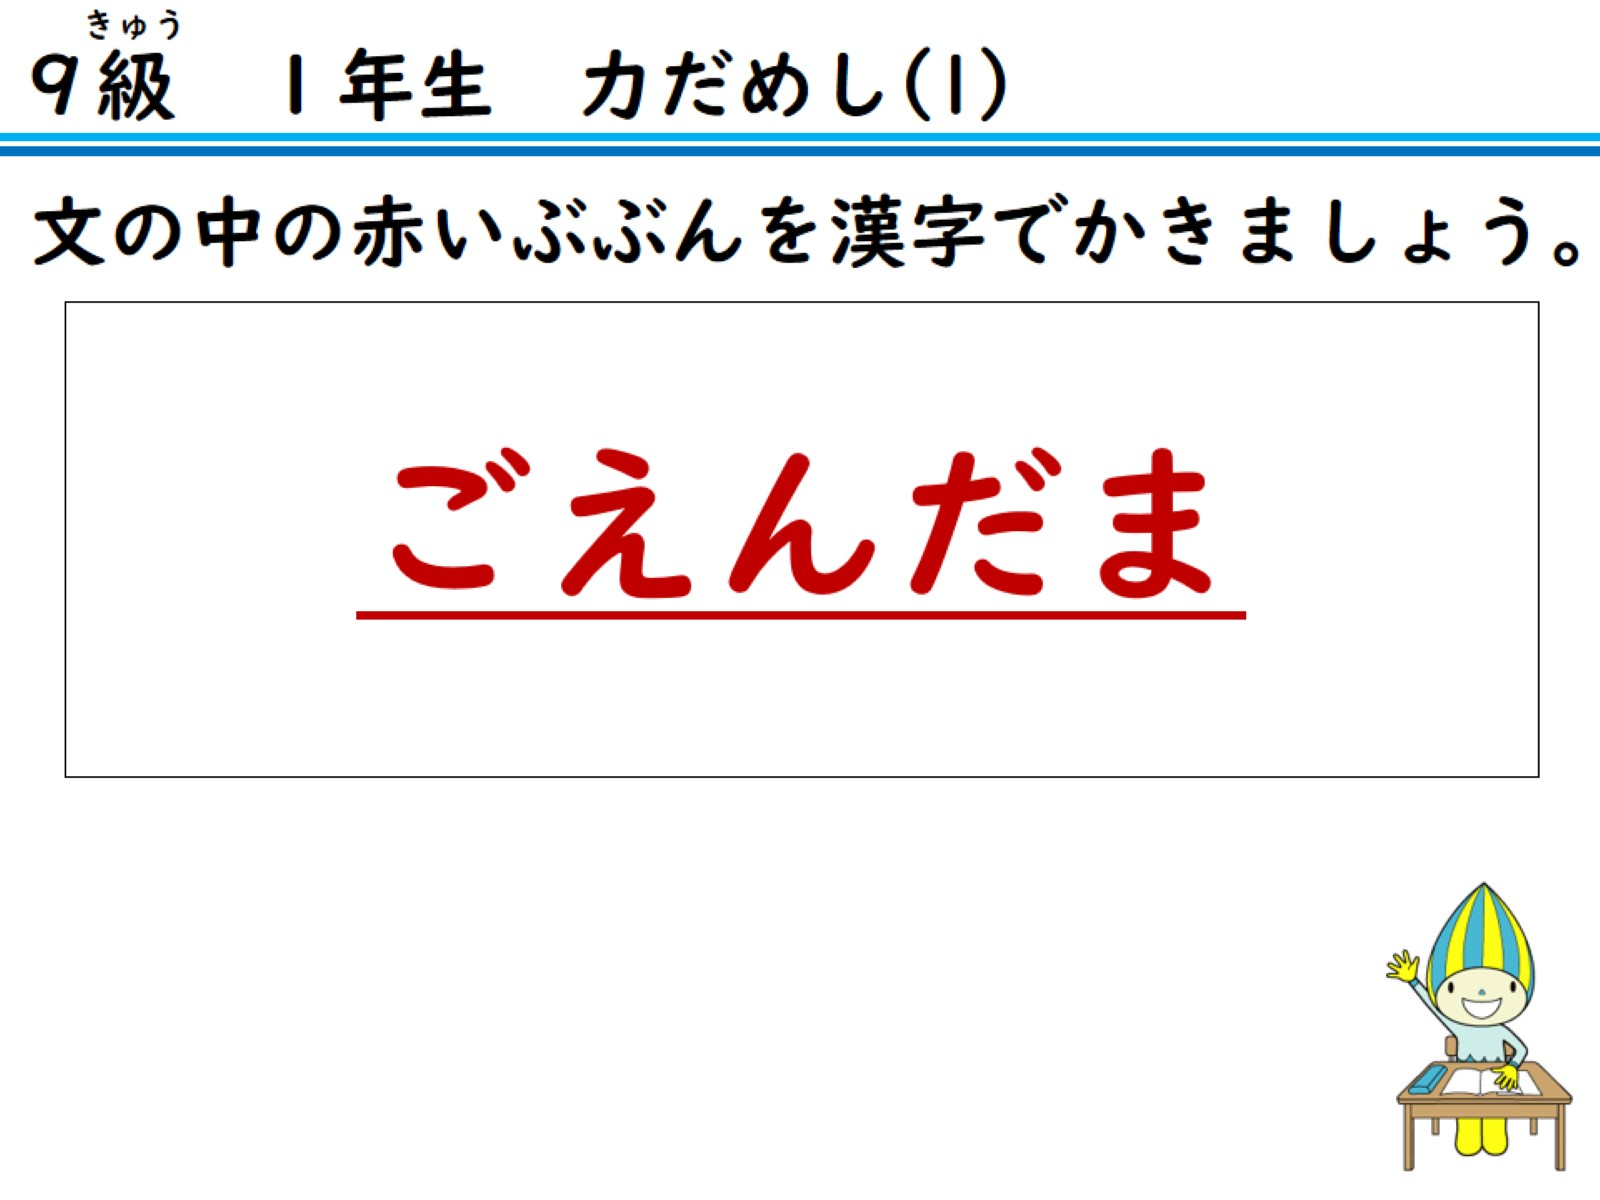 きゅう
９級　１年生　力だめし(1)
文の中の赤いぶぶんを漢字でかきましょう。
ごえんだま